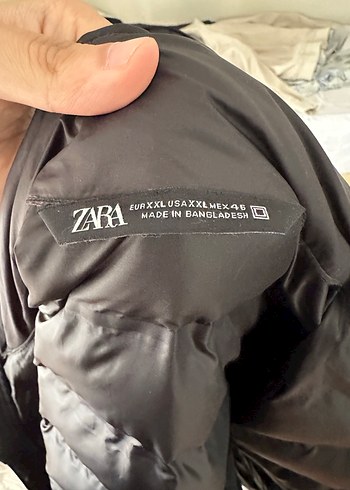 ZARA
EUR XXL USA XXL MEX 46
MADE IN BANGLADESH